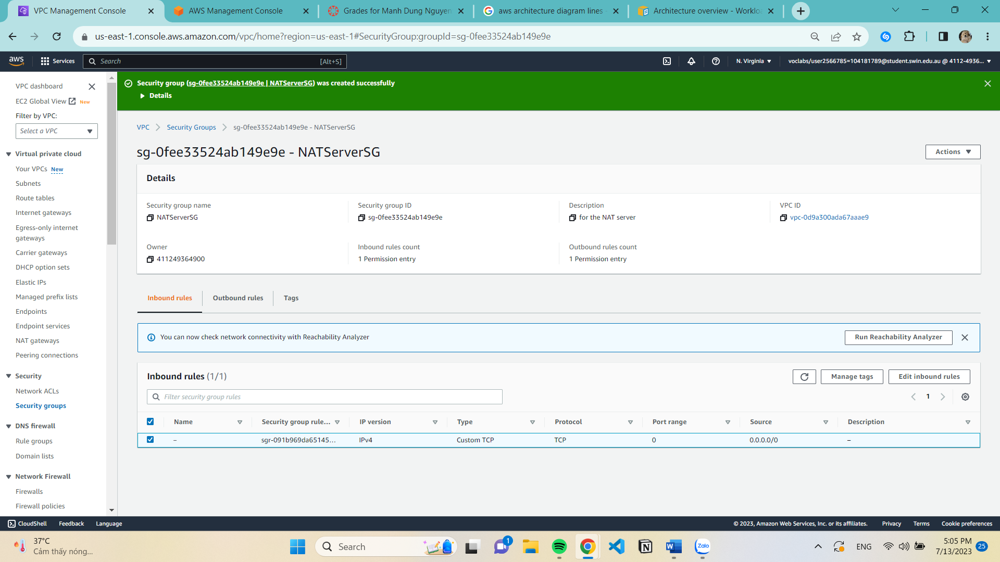 VPC Management Console
AWS Management Console
Grades for Manh Dung Nguyen
aws architecture diagram lines -
Architecture overview - Worklo
us-east-1.console.aws.amazon.com/vpc/home?region=us-east-1#SecurityGroup:groupId=sg-0fee33524ab149e9e
aws
Services
Search
[Alt+S]
N. Virginia
voclabs/user2566785=104181789@student.swin.edu.au @ 4112-4936...
VPC dashboard
EC2 Global View New
Filter by VPC:
Select a VPC
Virtual private cloud
Your VPCs New
Subnets
Route tables
Internet gateways
Egress-only internet
gateways
Carrier gateways
DHCP option sets
Elastic IPs
Managed prefix lists
Endpoints
Endpoint services
NAT gateways
Peering connections
Security
Network ACLs
Security groups
DNS firewall
Rule groups
Domain lists
Network Firewall
Firewalls
Firewall policies
Security group (sg-0fee33524ab149e9e | NATServerSG) was created successfully
Details
VPC
Security Groups
sg-0fee33524ab149e9e - NATServerSG
sg-0fee33524ab149e9e - NATServerSG
Actions
Details
Security group name
NATServerSG
Security group ID
sg-0fee33524ab149e9e
Description
for the NAT server
VPC ID
vpc-0d9a300ada67aaae9
Owner
411249364900
Inbound rules count
1 Permission entry
Outbound rules count
1 Permission entry
Inbound rules
Outbound rules
Tags
You can now check network connectivity with Reachability Analyzer
Run Reachability Analyzer
Inbound rules (1/1)
Manage tags
Edit inbound rules
Filter security group rules
1
Name Security group rule... IP version Type Protocol Port range Source Description
– sgr-091b969da65145... IPv4 Custom TCP TCP 0 0.0.0.0/0 –
CloudShell
Feedback
Language
© 2023, Amazon Web Services, Inc. or its affiliates.
Privacy
Terms
Cookie preferences
37°C
Cảm thấy nóng...
Search
1
Zalo
ENG
5:05 PM
7/13/2023
25